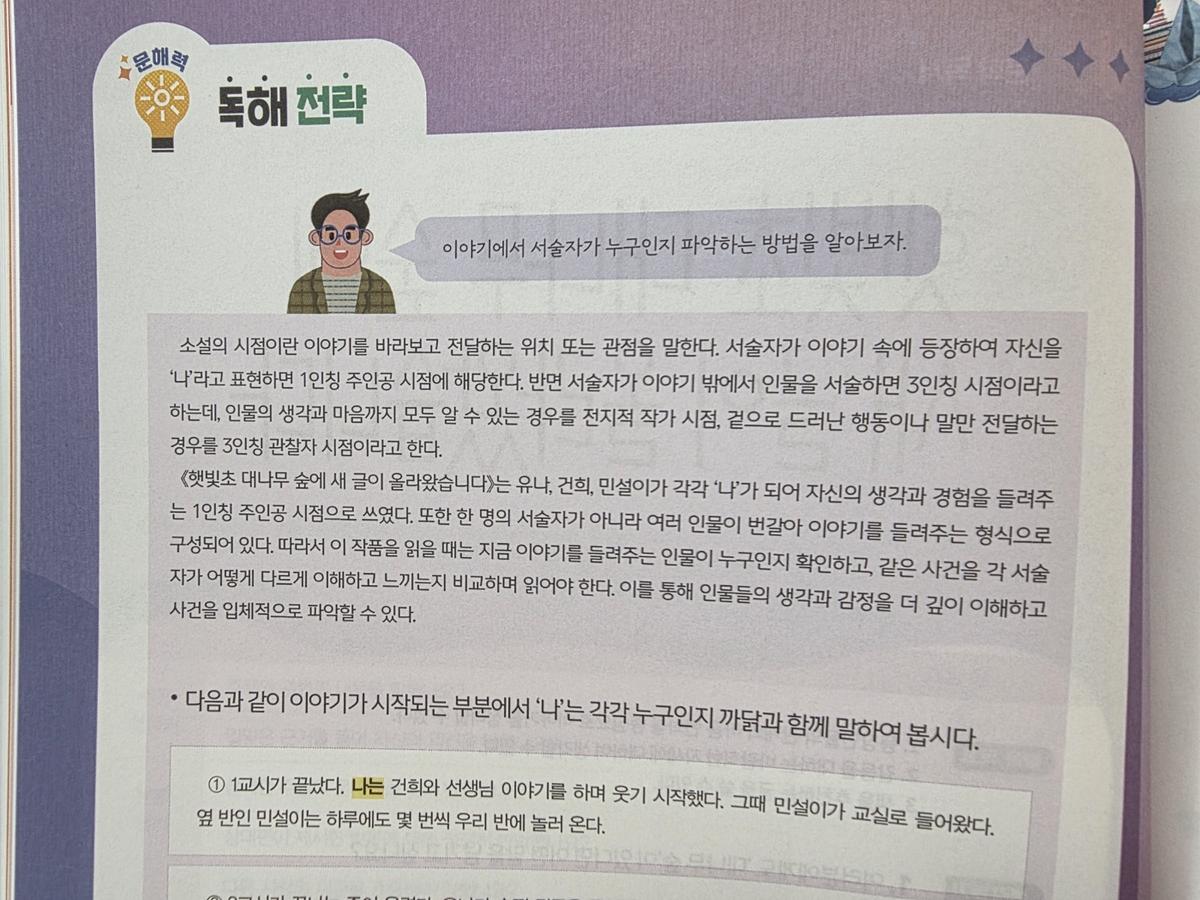 문해력
독해 전략
이야기에서 서술자가 누구인지 파악하는 방법을 알아보자.
소설의 시점이란 이야기를 바라보고 전달하는 위치 또는 관점을 말한다. 서술자가 이야기 속에 등장하여 자신을
‘나’라고 표현하면 1인칭 주인공 시점에 해당한다. 반면 서술자가 이야기 밖에서 인물을 서술하면 3인칭 시점이라고
하는데, 인물의 생각과 마음까지 모두 알 수 있는 경우를 전지적 작가 시점, 겉으로 드러난 행동이나 말만 전달하는
경우를 3인칭 관찰자 시점이라고 한다.
《햇빛초 대나무 숲에 새 글이 올라왔습니다》는 유나, 건희, 민설이가 각각 ‘나’가 되어 자신의 생각과 경험을 들려주
는 1인칭 주인공 시점으로 쓰였다. 또한 한 명의 서술자가 아니라 여러 인물이 번갈아 이야기를 들려주는 형식으로
구성되어 있다. 따라서 이 작품을 읽을 때는 지금 이야기를 들려주는 인물이 누구인지 확인하고, 같은 사건을 각 서술
자가 어떻게 다르게 이해하고 느끼는지 비교하며 읽어야 한다. 이를 통해 인물들의 생각과 감정을 더 깊이 이해하고
사건을 입체적으로 파악할 수 있다.
• 다음과 같이 이야기가 시작되는 부분에서 ‘나’는 각각 누구인지 까닭과 함께 말하여 봅시다.
① 1교시가 끝났다. 나는 건희와 선생님 이야기를 하며 웃기 시작했다. 그때 민설이가 교실로 들어왔다.
옆 반인 민설이는 하루에도 몇 번씩 우리 반에 놀러 온다.